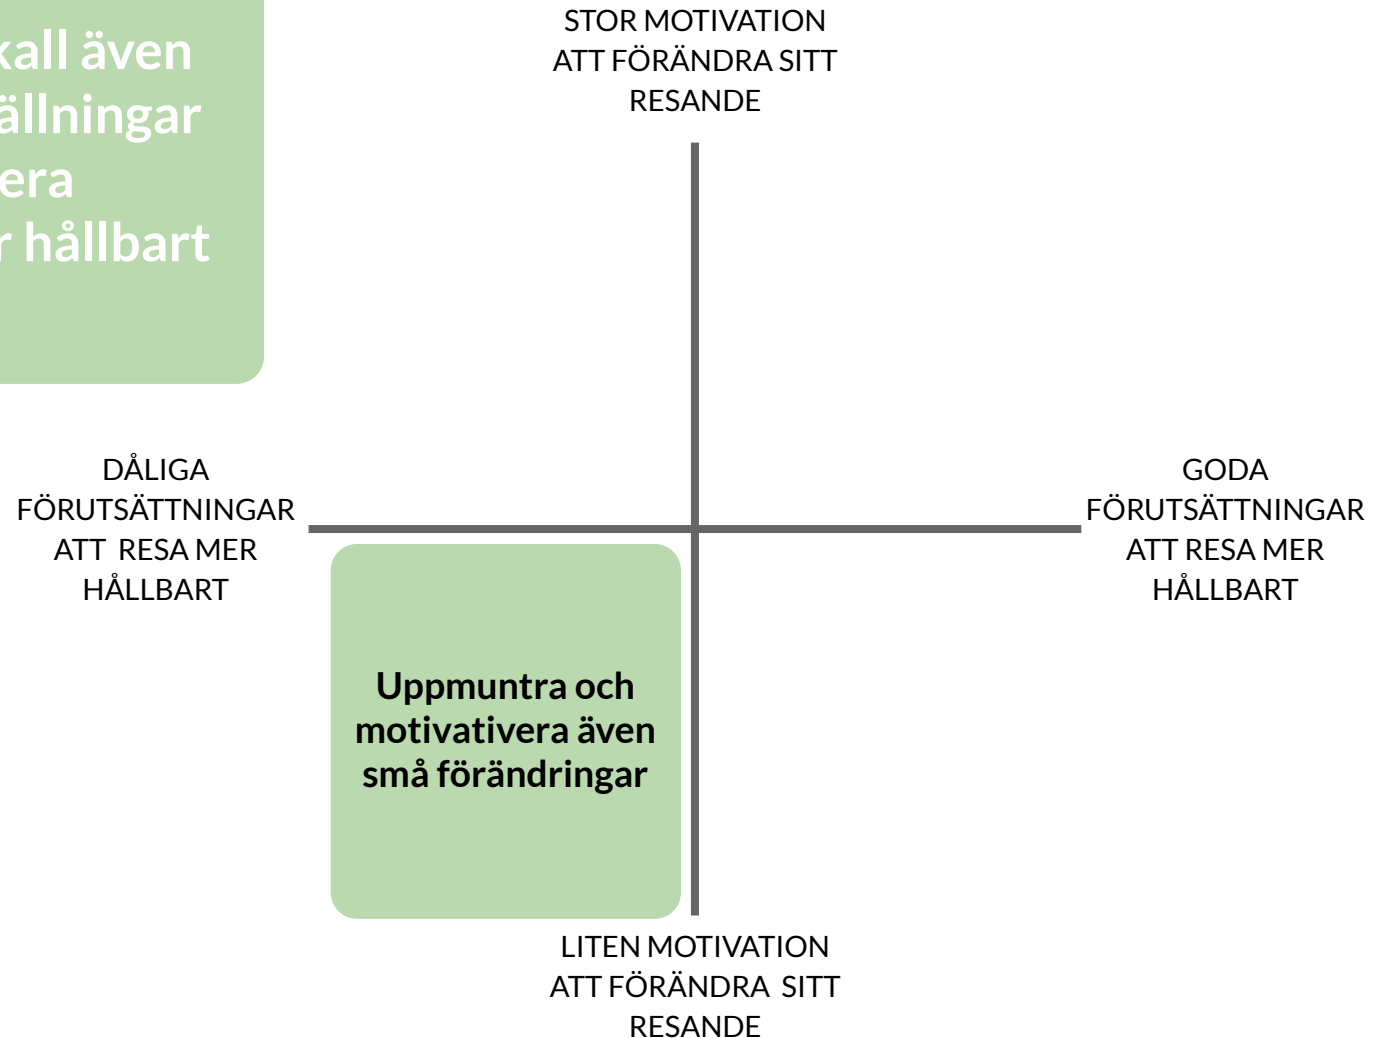 kall även
ällningar
era
r hållbart
STOR MOTIVATION
ATT FÖRÄNDRA SITT
RESANDE
DÅLIGA
FÖRUTSÄTTNINGAR
ATT RESA MER
HÅLLBART
GODA
FÖRUTSÄTTNINGAR
ATT RESA MER
HÅLLBART
Uppmuntra och
motivativera även
små förändringar
LITEN MOTIVATION
ATT FÖRÄNDRA SITT
RESANDE